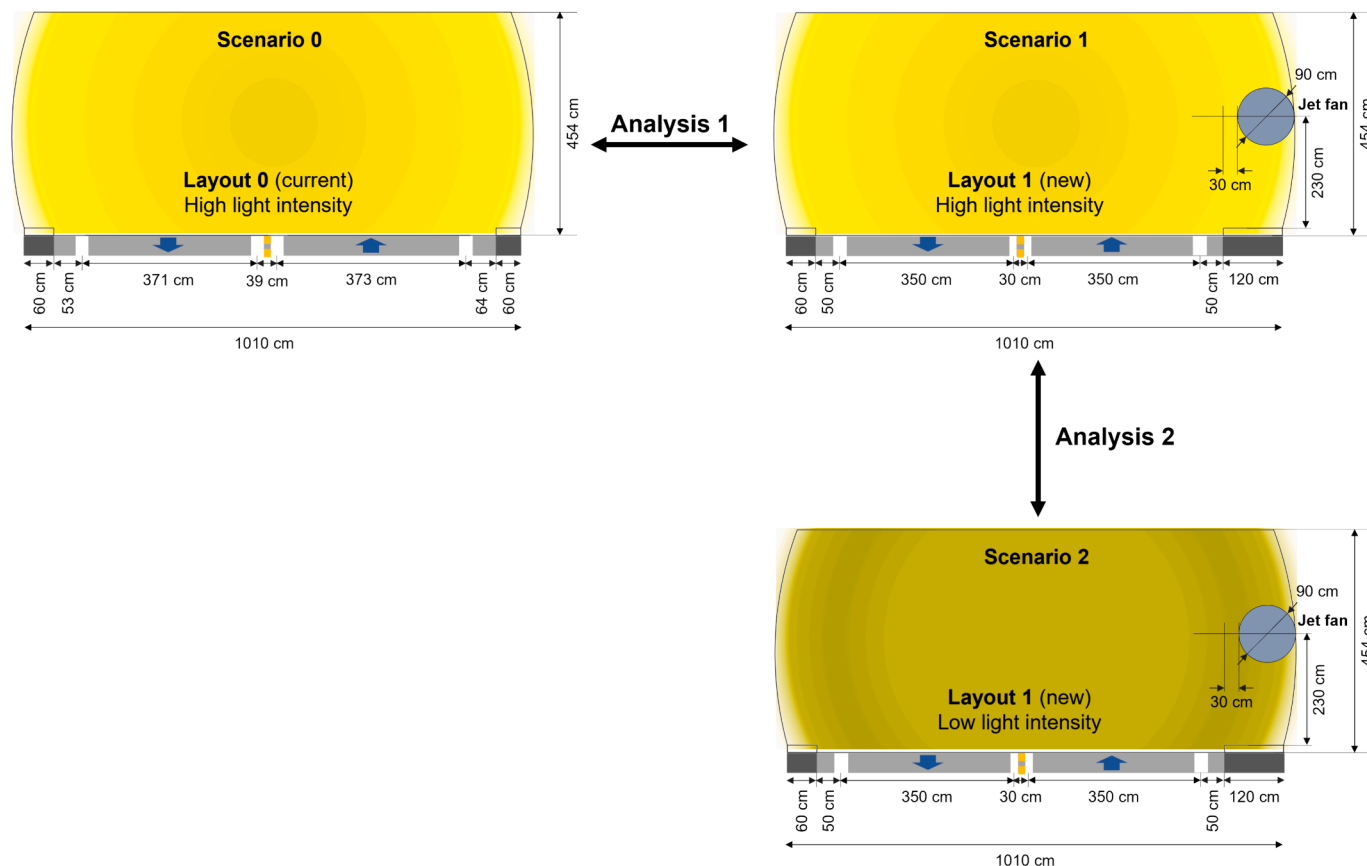 Scenario 0
454 cm
Layout 0 (current)
High light intensity
371 cm
39 cm
373 cm
60 cm
53 cm
64 cm
60 cm
1010 cm
Analysis 1
Scenario 1
90 cm
Jet fan
454 cm
230 cm
30 cm
Layout 1 (new)
High light intensity
350 cm
30 cm
350 cm
120 cm
60 cm
50 cm
50 cm
1010 cm
Analysis 2
Scenario 2
90 cm
Jet fan
454 cm
230 cm
30 cm
Layout 1 (new)
Low light intensity
350 cm
30 cm
350 cm
120 cm
60 cm
50 cm
50 cm
1010 cm